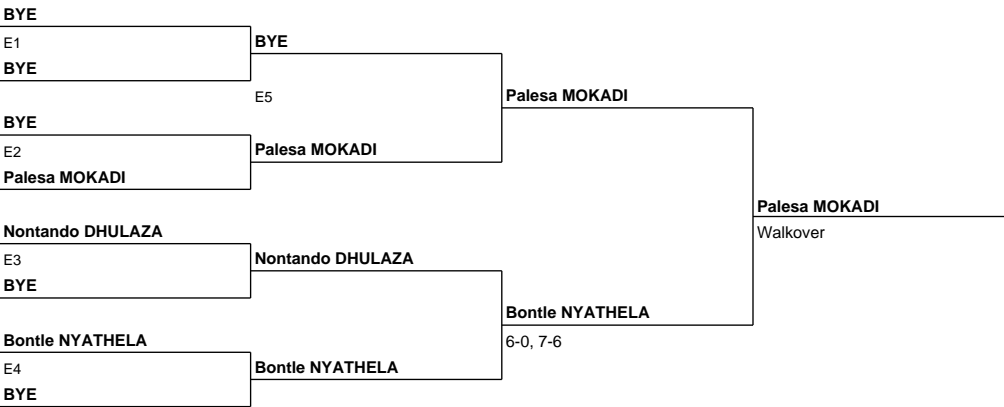 BYE
E1
BYE
BYE
E5
BYE
E2
Palesa MOKADI
Palesa MOKADI
Palesa MOKADI
Nontando DHULAZA
E3
BYE
Nontando DHULAZA
Bontle NYATHELA
E4
BYE
Bontle NYATHELA
Bontle NYATHELA
6-0, 7-6
Palesa MOKADI
Walkover